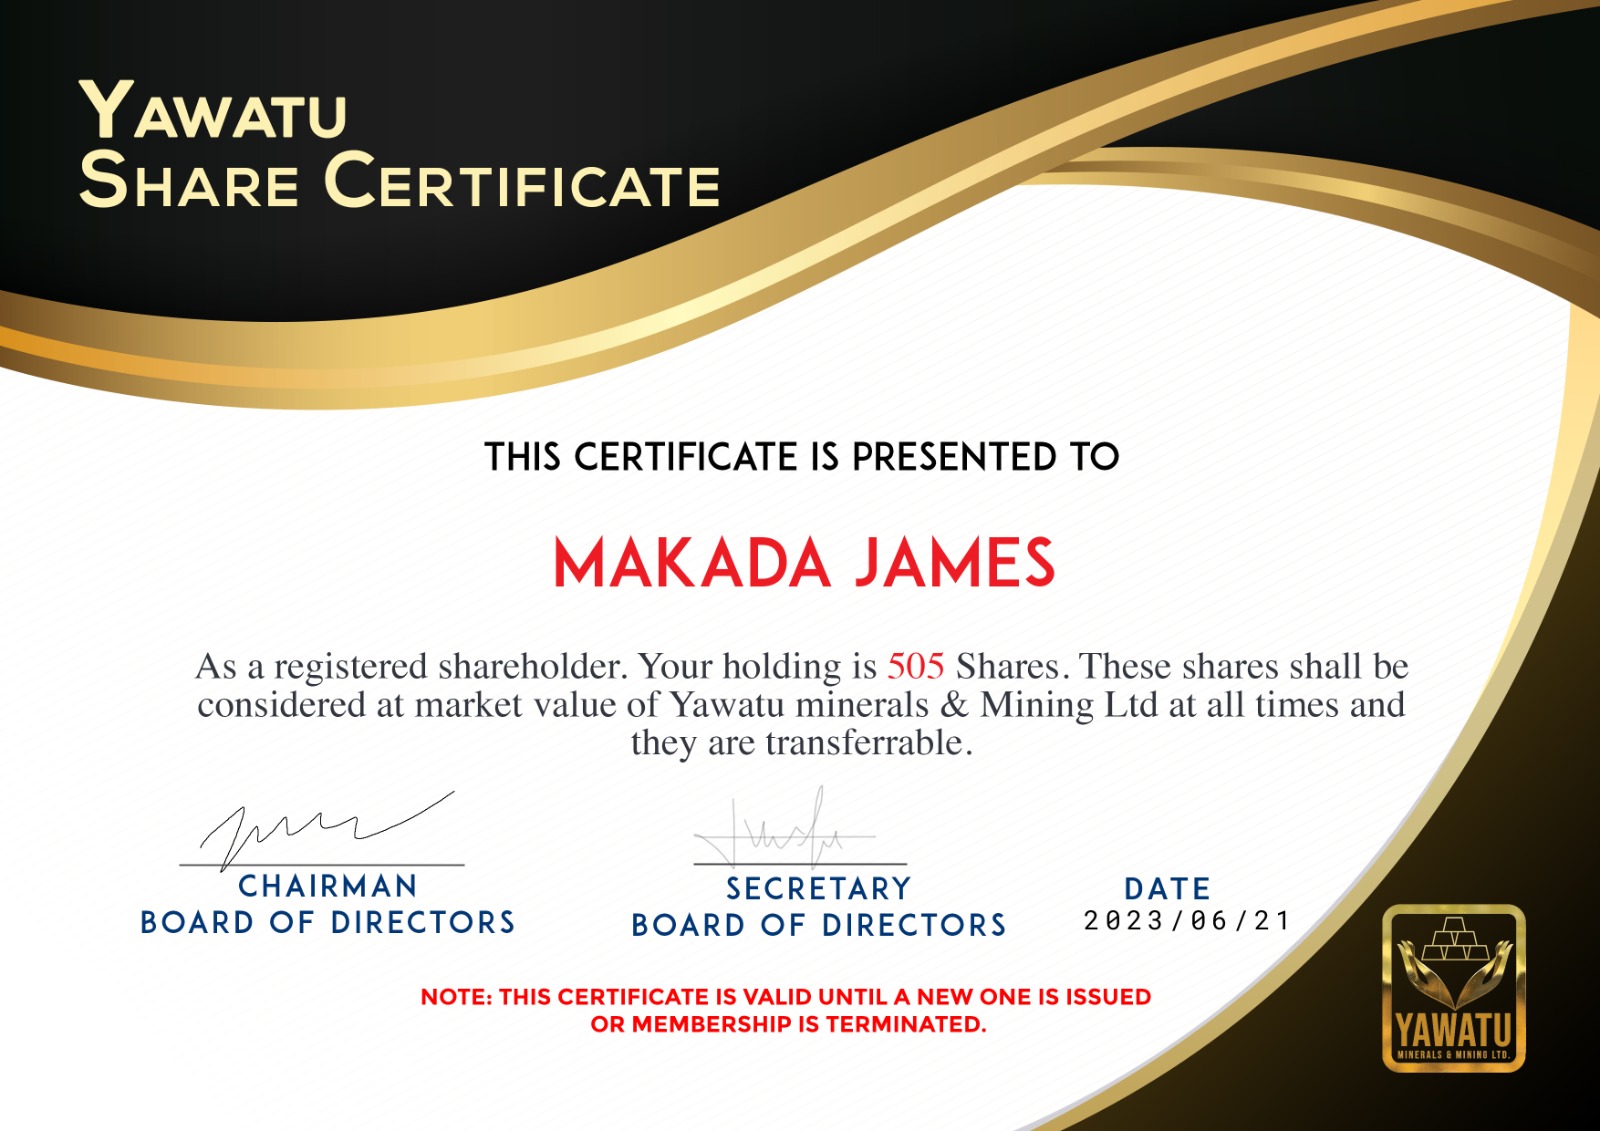 YAWATU
SHARE CERTIFICATE
THIS CERTIFICATE IS PRESENTED TO
MAKADA JAMES
As a registered shareholder. Your holding is 505 Shares. These shares shall be
considered at market value of Yawatu minerals & Mining Ltd at all times and
they are transferrable.
CHAIRMAN
BOARD OF DIRECTORS
SECRETARY
BOARD OF DIRECTORS
DATE
2023/06/21
NOTE: THIS CERTIFICATE IS VALID UNTIL A NEW ONE IS ISSUED
OR MEMBERSHIP IS TERMINATED.
YAWATU
MINERALS & MINING LTD.